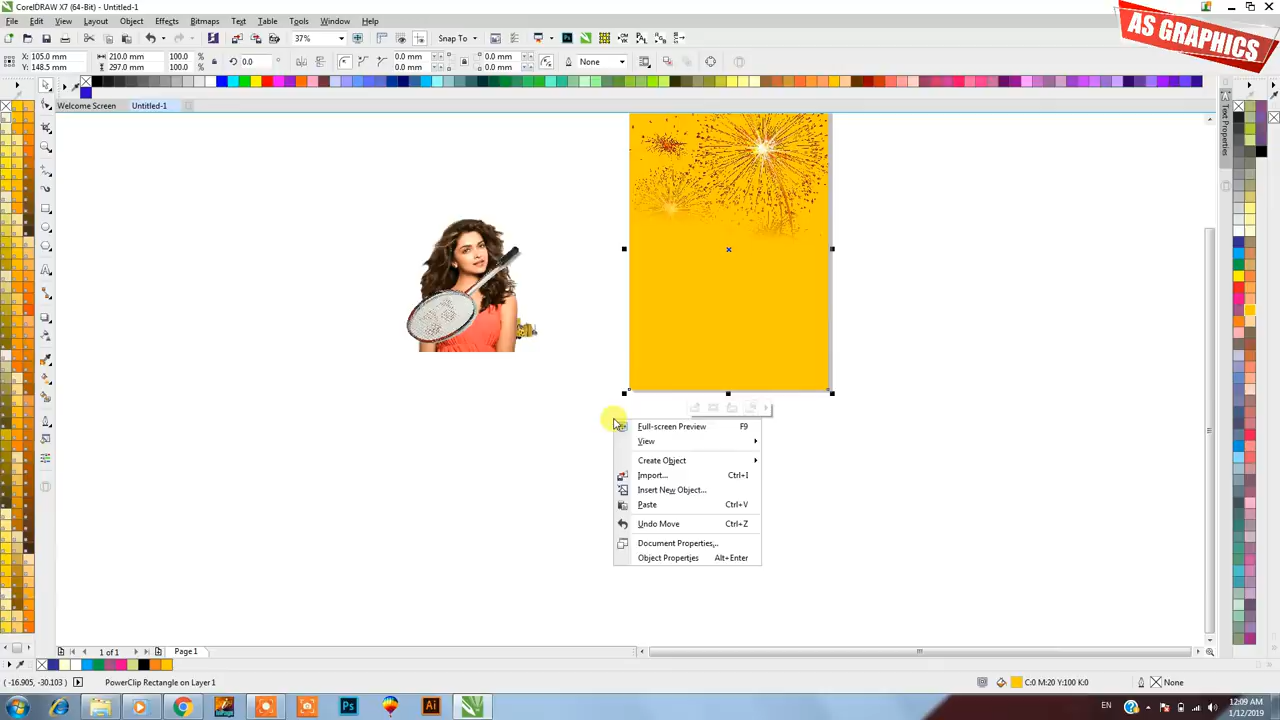 CorelDRAW X7 (64-Bit) - Untitled-1
File Edit View Layout Object Effects Bitmaps Text Table Tools Window Help
37% Snap To
X: 105.0 mm 210.0 mm 100.0 0.0 0.0 mm 0.0 mm None
Y: 148.5 mm 297.0 mm 100.0 0.0 mm 0.0 mm
Welcome Screen Untitled-1
AS GRAPHICS
Text Properties
Full-screen Preview F9
View
Create Object
Import... Ctrl+I
Insert New Object...
Paste Ctrl+V
Undo Move Ctrl+Z
Document Properties...
Object Properties Alt+Enter
1 of 1 Page 1
(-16.905, -30.103) PowerClip Rectangle on Layer 1 C:0 M:20 Y:100 K:0 None
Ps Ai EN 12:09 AM
1/12/2019